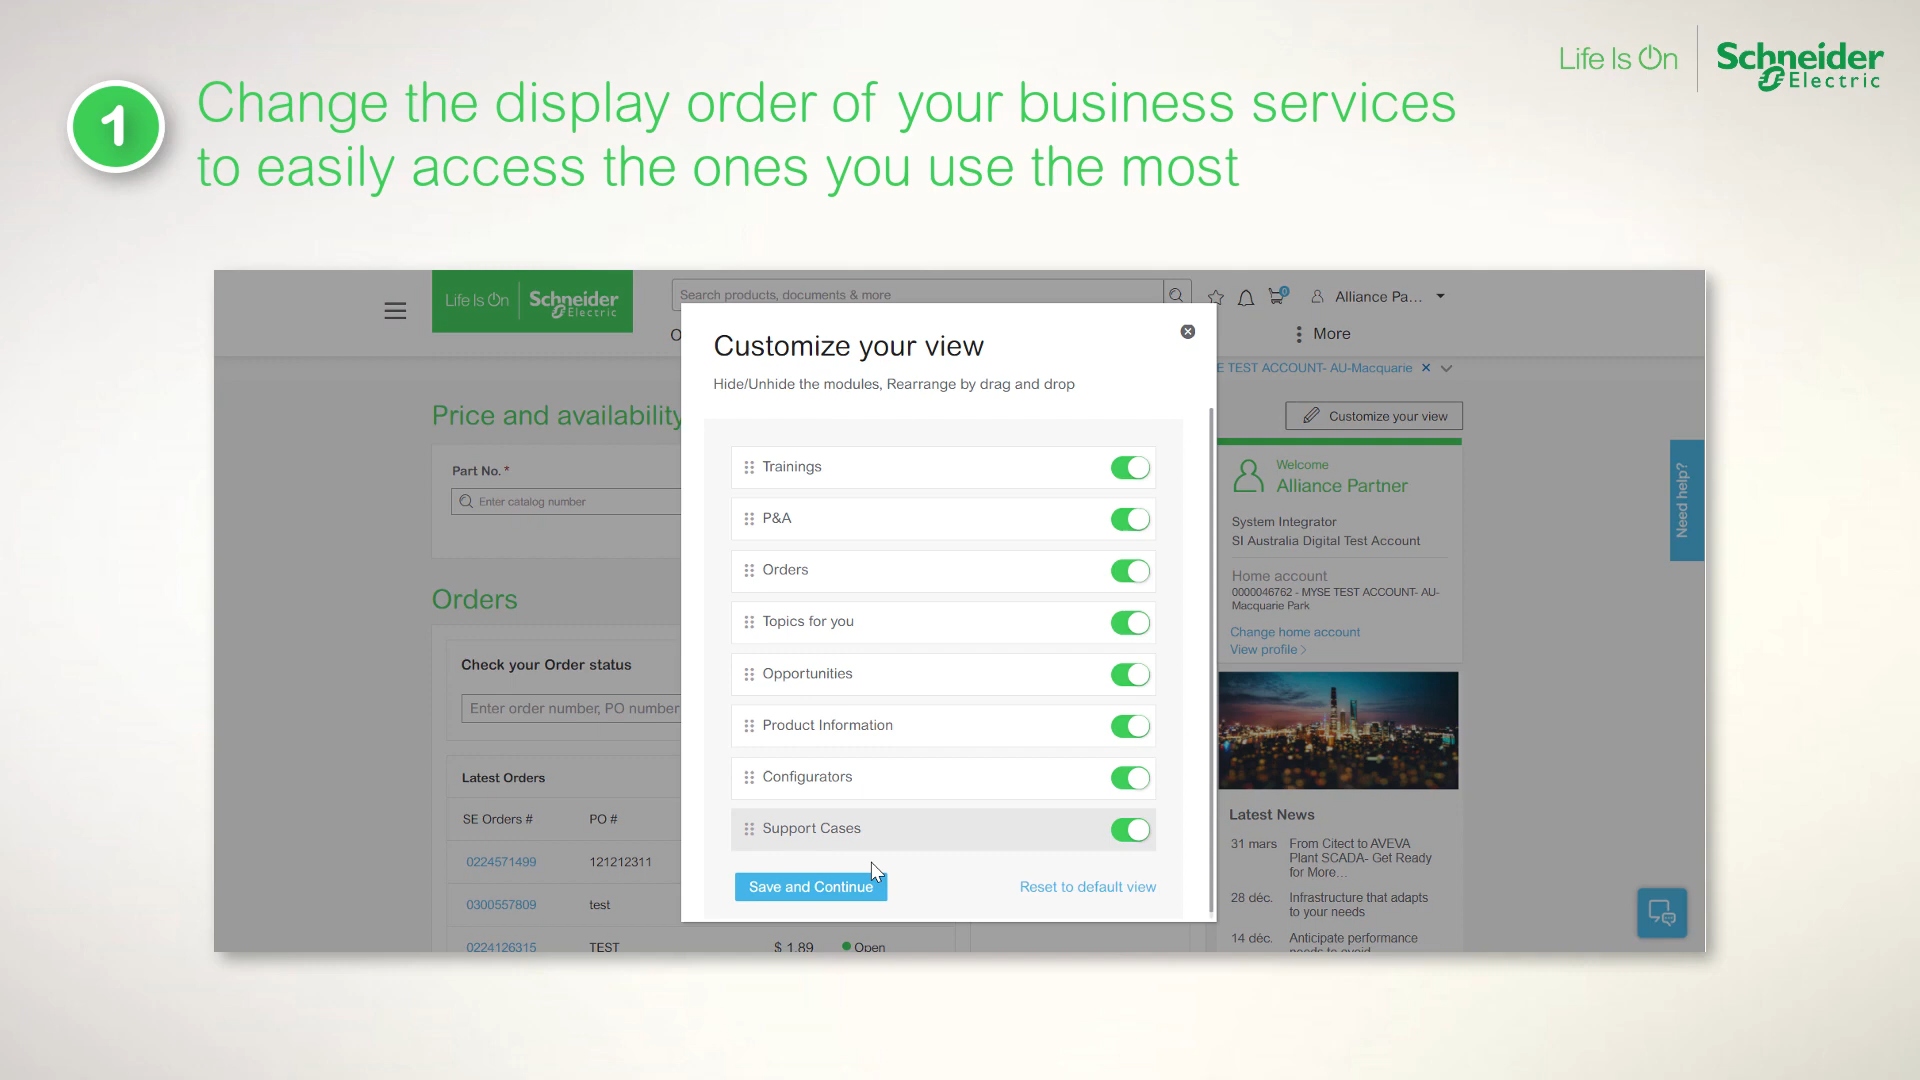 Life Is On
Schneider
Electric
1
Change the display order of your business services
to easily access the ones you use the most
Life Is On
Schneider
Electric
Search products, documents & more
0
Alliance Pa...
More
E TEST ACCOUNT- AU-Macquarie
Customize your view
Price and availability
Part No. *
Enter catalog number
Orders
Check your Order status
Enter order number, PO number
Latest Orders
SE Orders #
PO #
0224571499
121212311
0300557809
test
0224126315
TEST
$ 1.89
Open
Customize your view
Hide/Unhide the modules, Rearrange by drag and drop
Trainings
P&A
Orders
Topics for you
Opportunities
Product Information
Configurators
Support Cases
Save and Continue
Reset to default view
Welcome
Alliance Partner
System Integrator
SI Australia Digital Test Account
Home account
0000046762 - MYSE TEST ACCOUNT- AU-
Macquarie Park
Change home account
View profile
Latest News
31 mars
From Citect to AVEVA
Plant SCADA- Get Ready
for More...
28 déc.
Infrastructure that adapts
to your needs
14 déc.
Anticipate performance
needs to avoid
Need help?